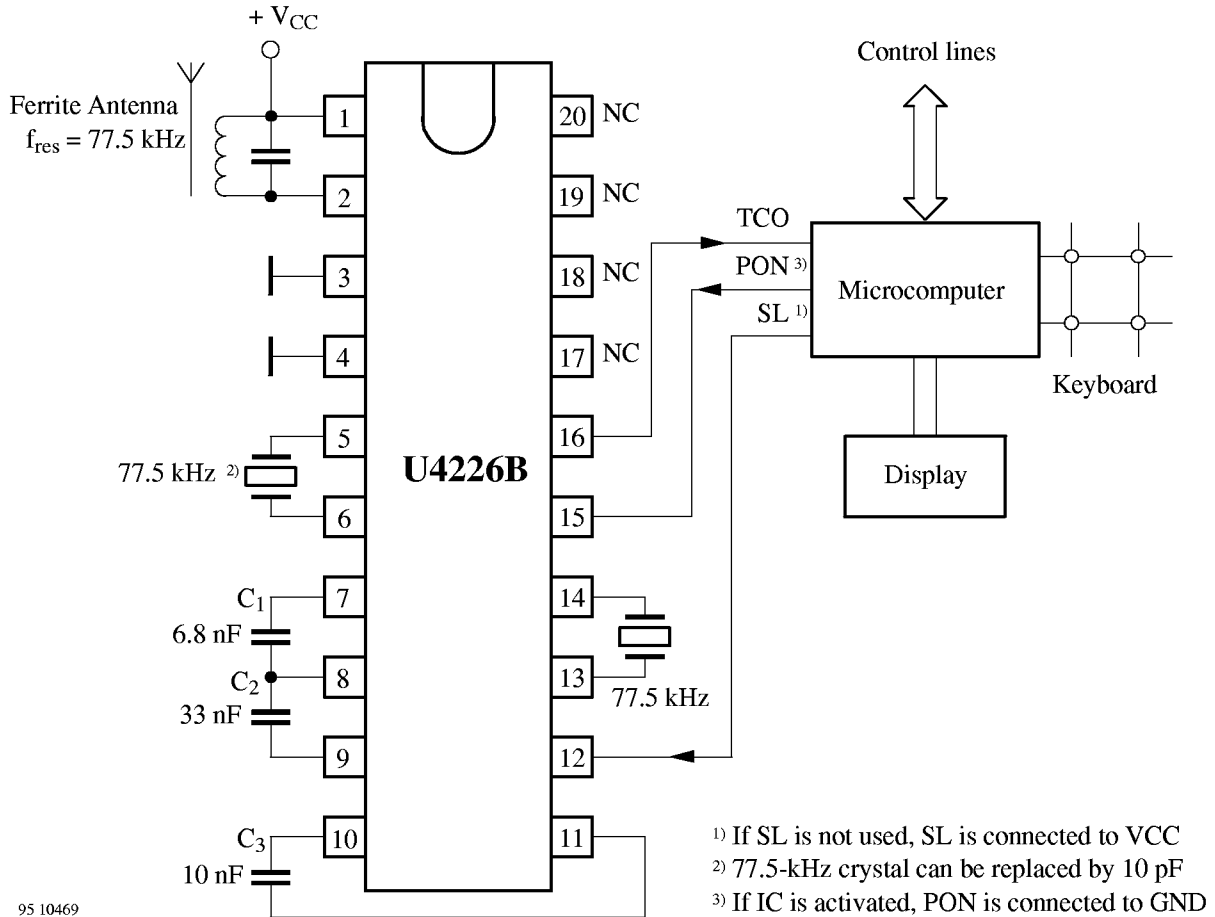 + VCC
Control lines
Ferrite Antenna
fres = 77.5 kHz
1
20 NC
2
19 NC
TCO
3
18 NC
PON 3)
Microcomputer
SL 1)
4
17 NC
Keyboard
5
16
77.5 kHz 2)
U4226B
Display
6
15
C1
7
14
6.8 nF
C2
8
13
77.5 kHz
33 nF
9
12
C3
10
11
10 nF
1) If SL is not used, SL is connected to VCC
2) 77.5-kHz crystal can be replaced by 10 pF
3) If IC is activated, PON is connected to GND
95 10469